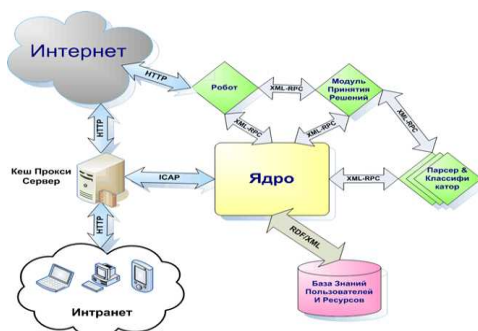 Интернет
HTTP
Робот
XML-RPC
Модуль
Принятия
Решений
HTTP
XML-RPC
XML-RPC
XML-RPC
Кеш Прокси
Сервер
ICAP
Ядро
XML-RPC
Парсер &
Классифи
катор
HTTP
RDF/XML
Интранет
База Знаний
Пользователей
И Ресурсов